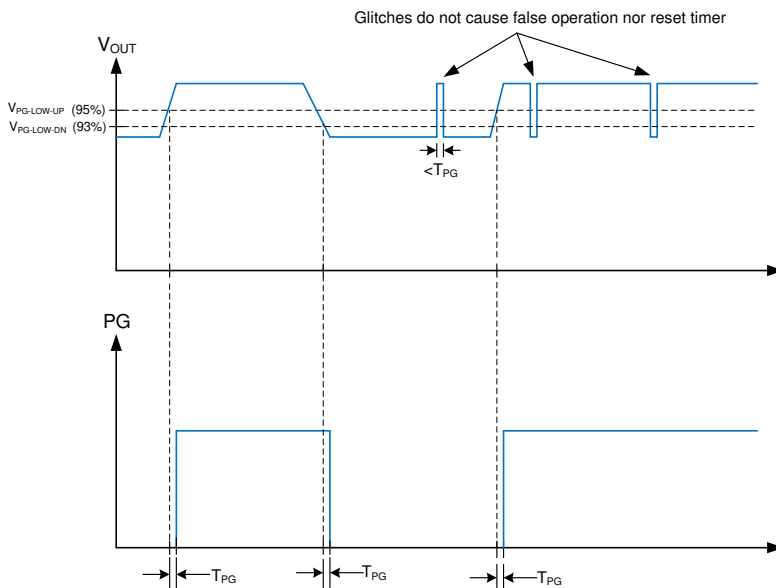 Glitches do not cause false operation nor reset timer
VOUT
VPG-LOW-UP (95%)
VPG-LOW-DN (93%)
<TPG
PG
TPG
TPG
TPG